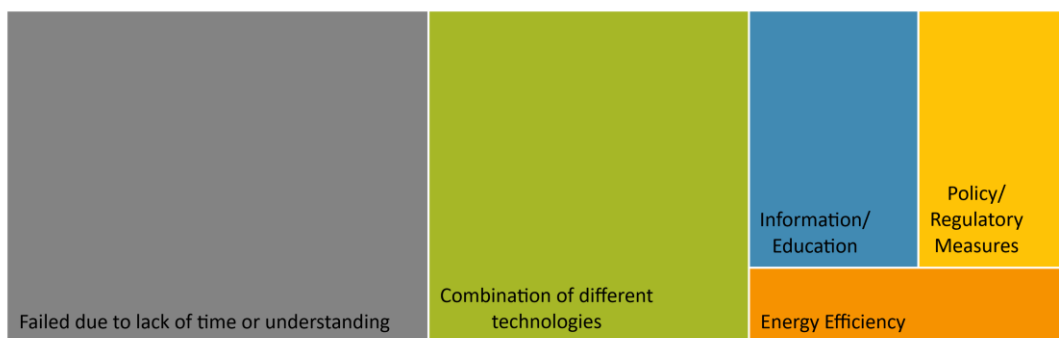 Failed due to lack of time or understanding
Combination of different
technologies
Information/
Education
Policy/
Regulatory
Measures
Energy Efficiency